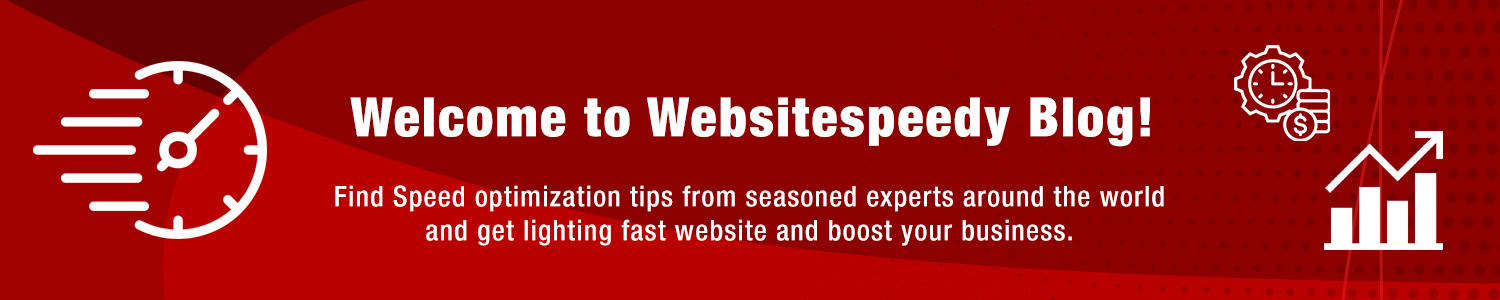 Welcome to Websitespeedy Blog!
Find Speed optimization tips from seasoned experts around the world
and get lighting fast website and boost your business.
$